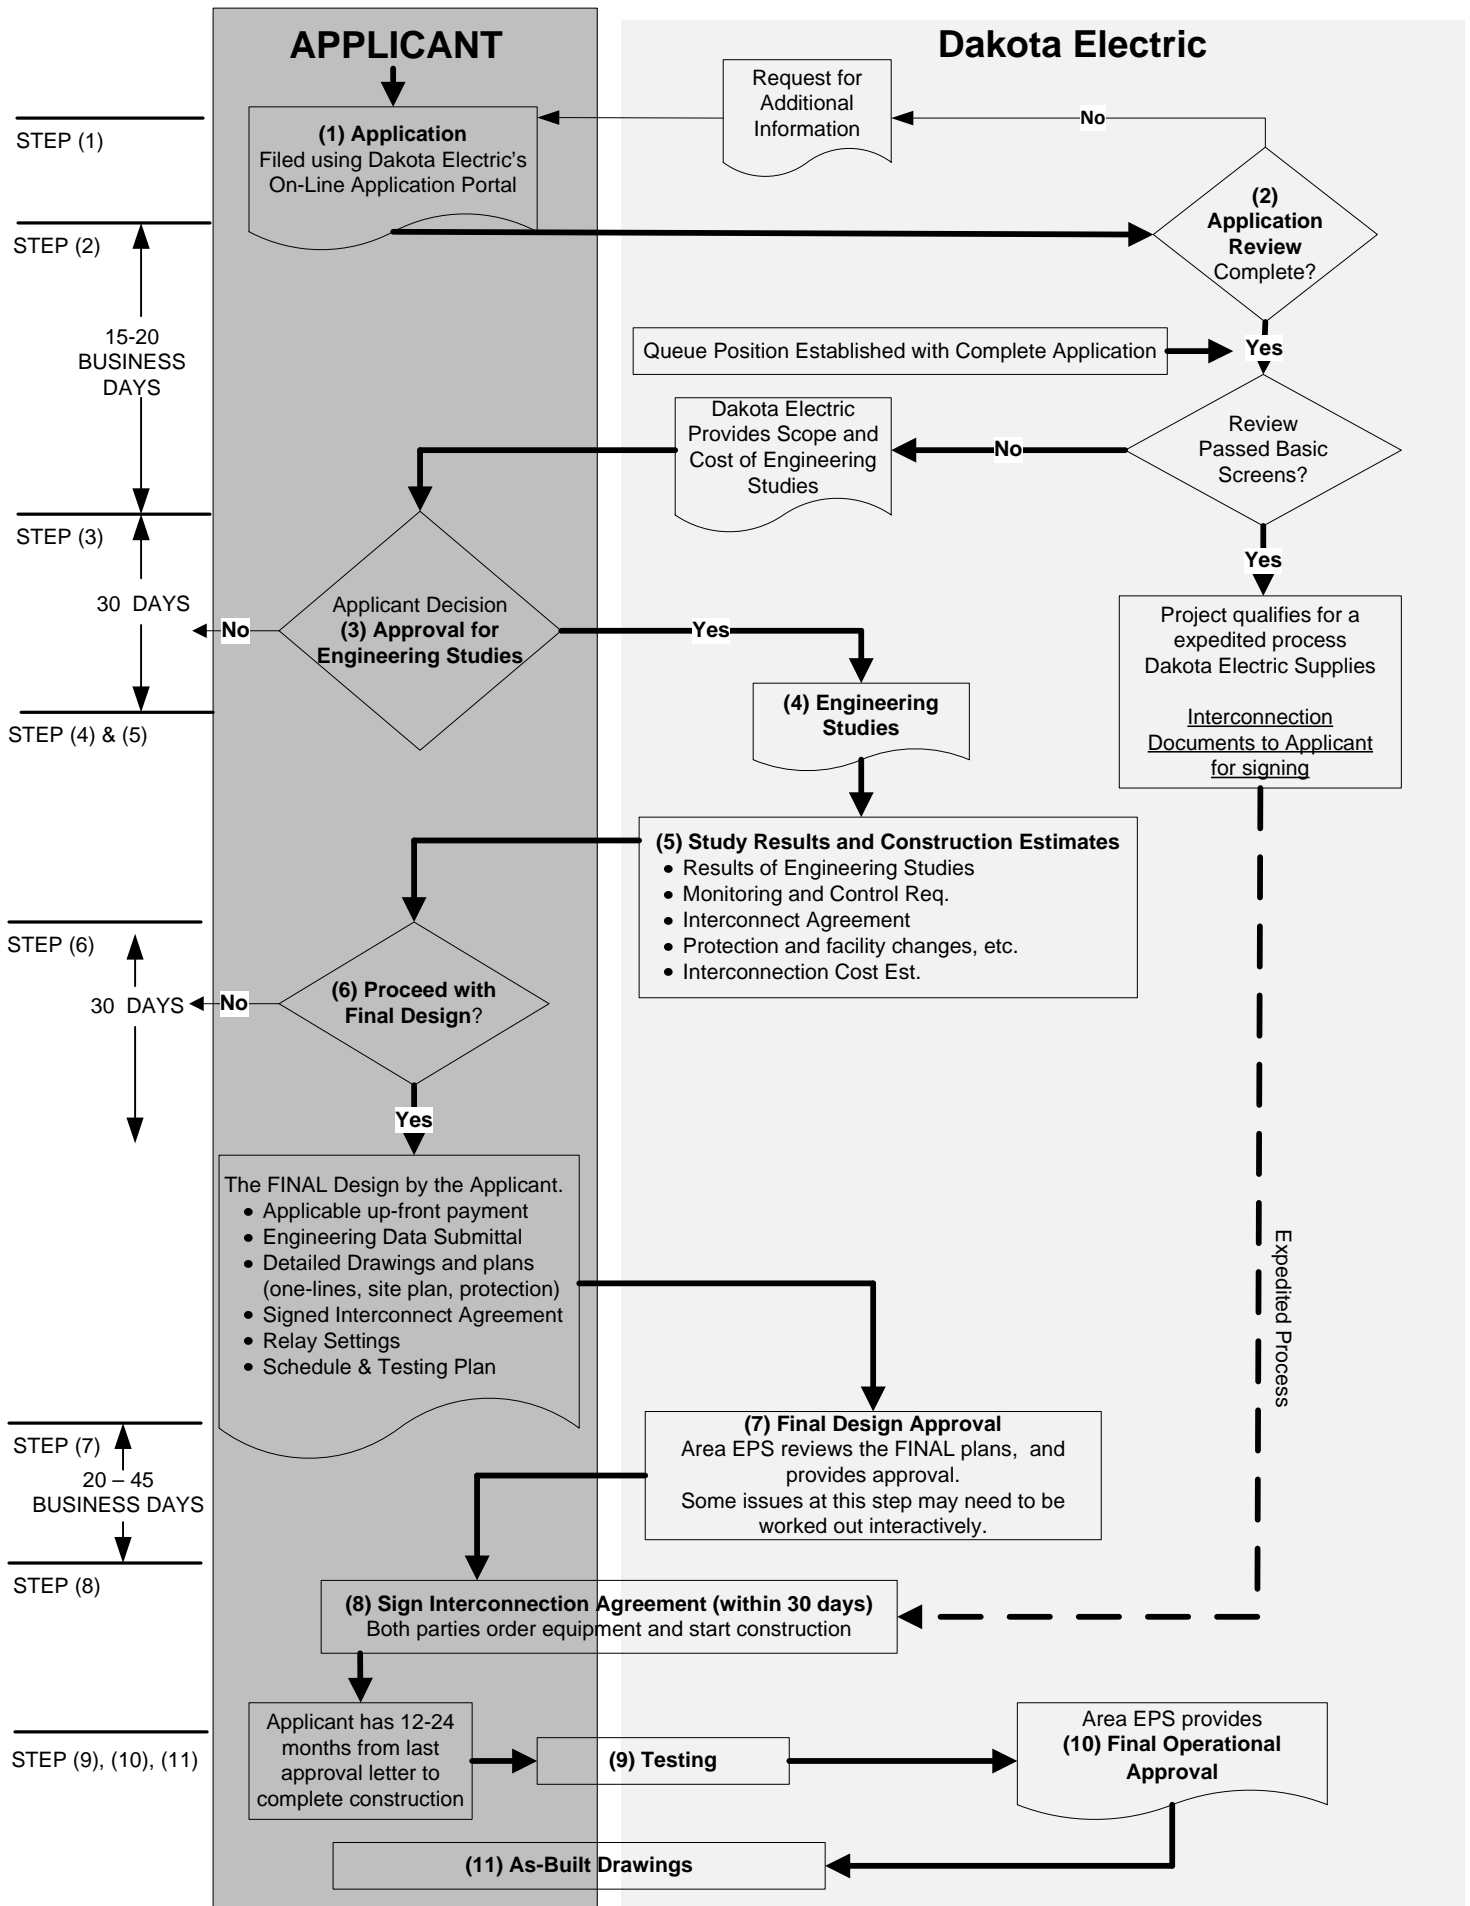 APPLICANT
Dakota Electric
STEP (1)
(1) Application
Filed using Dakota Electric's
On-Line Application Portal
Request for
Additional
Information
No
(2)
Application
Review
Complete?
STEP (2)
15-20
BUSINESS
DAYS
Queue Position Established with Complete Application
Yes
Dakota Electric
Provides Scope and
Cost of Engineering
Studies
No
Review
Passed Basic
Screens?
Yes
STEP (3)
30 DAYS
No
Applicant Decision
(3) Approval for
Engineering Studies
Yes
(4) Engineering
Studies
Project qualifies for a
expedited process
Dakota Electric Supplies
Interconnection
Documents to Applicant
for signing
STEP (4) & (5)
(5) Study Results and Construction Estimates
• Results of Engineering Studies
• Monitoring and Control Req.
• Interconnect Agreement
• Protection and facility changes, etc.
• Interconnection Cost Est.
STEP (6)
30 DAYS
No
(6) Proceed with
Final Design?
Yes
The FINAL Design by the Applicant.
• Applicable up-front payment
• Engineering Data Submittal
• Detailed Drawings and plans
(one-lines, site plan, protection)
• Signed Interconnect Agreement
• Relay Settings
• Schedule & Testing Plan
Expedited Process
STEP (7)
20 – 45
BUSINESS DAYS
(7) Final Design Approval
Area EPS reviews the FINAL plans, and
provides approval.
Some issues at this step may need to be
worked out interactively.
STEP (8)
(8) Sign Interconnection Agreement (within 30 days)
Both parties order equipment and start construction
STEP (9), (10), (11)
Applicant has 12-24
months from last
approval letter to
complete construction
(9) Testing
Area EPS provides
(10) Final Operational
Approval
(11) As-Built Drawings